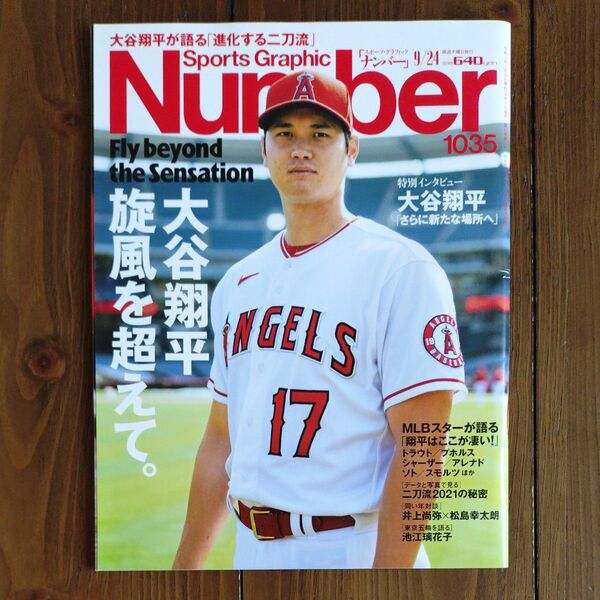 大谷翔平が語る「進化する二刀流」
Sports Graphic
Number
スポーツ・グラフィック
「ナンバー」
9/24
640
1035
Fly beyond
the Sensation
特別インタビュー
大谷翔平
「さらに新たな場所へ」
大谷翔平
旋風を超えて。
A
ANGELS
17
ANGELS
A
BASEBALL
MLBスターが語る
「翔平はここが凄い!」
トラウト/プホルス
シャーザー/アレナド
ソト/スモルツ ほか
[データと写真で見る]
二刀流2021の秘密
[同い年対談]
井上尚弥×松島幸太朗
[東京五輪を語る]
池江璃花子